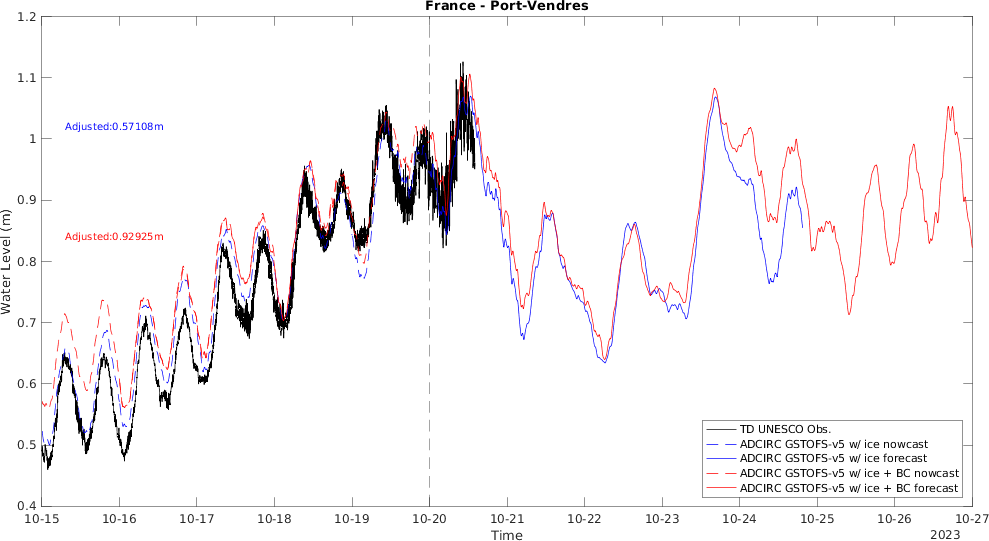 France - Port-Vendres
1.2
1.1
1
0.9
0.8
0.7
0.6
0.5
0.4
Water Level (m)
Adjusted:0.57108m
Adjusted:0.92925m
TD UNESCO Obs.
ADCIRC GSTOFS-v5 w/ ice nowcast
ADCIRC GSTOFS-v5 w/ ice forecast
ADCIRC GSTOFS-v5 w/ ice + BC nowcast
ADCIRC GSTOFS-v5 w/ ice + BC forecast
10-15 10-16 10-17 10-18 10-19 10-20 10-21 10-22 10-23 10-24 10-25 10-26 10-27
Time
2023